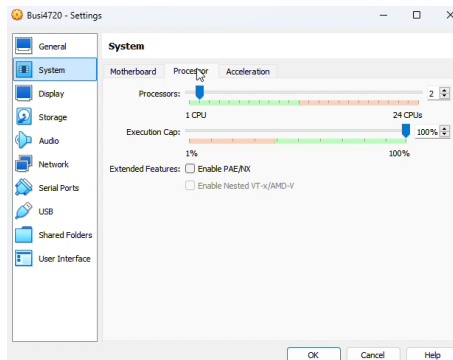 Busi4720 - Settings
General
System
Display
Storage
Audio
Network
Serial Ports
USB
Shared Folders
User Interface
System
Motherboard Processor Acceleration
Processors: 2
1 CPU 24 CPUs
Execution Cap: 100%
1% 100%
Extended Features: Enable PAE/NX
Enable Nested VT-x/AMD-V
OK Cancel Help